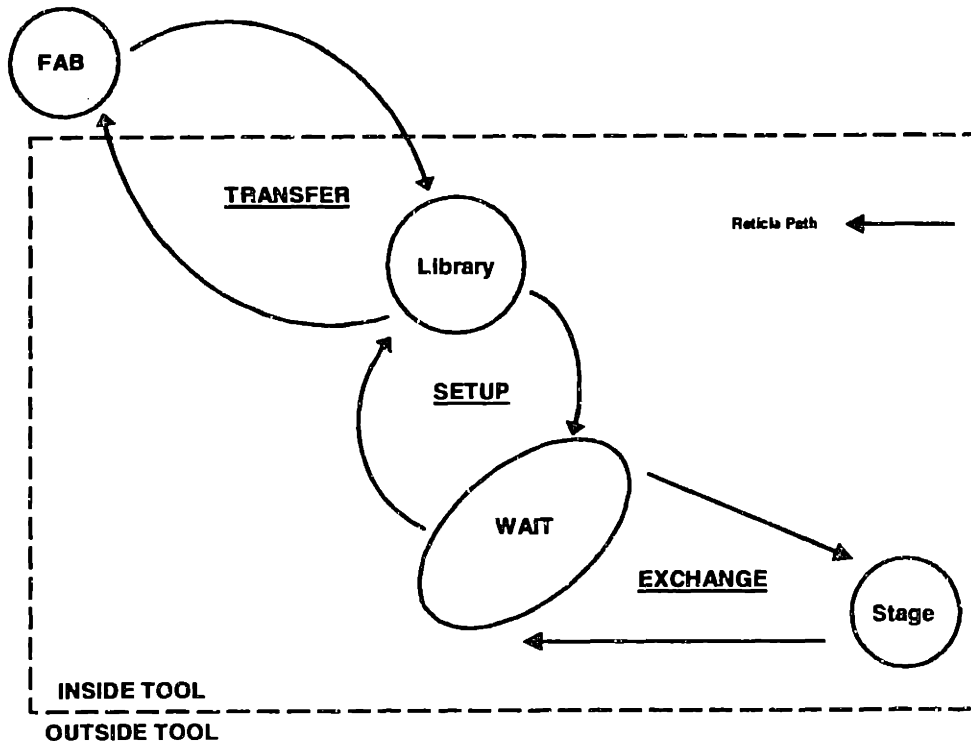 FAB
TRANSFER
Reticle Path
Library
SETUP
WAIT
EXCHANGE
Stage
INSIDE TOOL
OUTSIDE TOOL